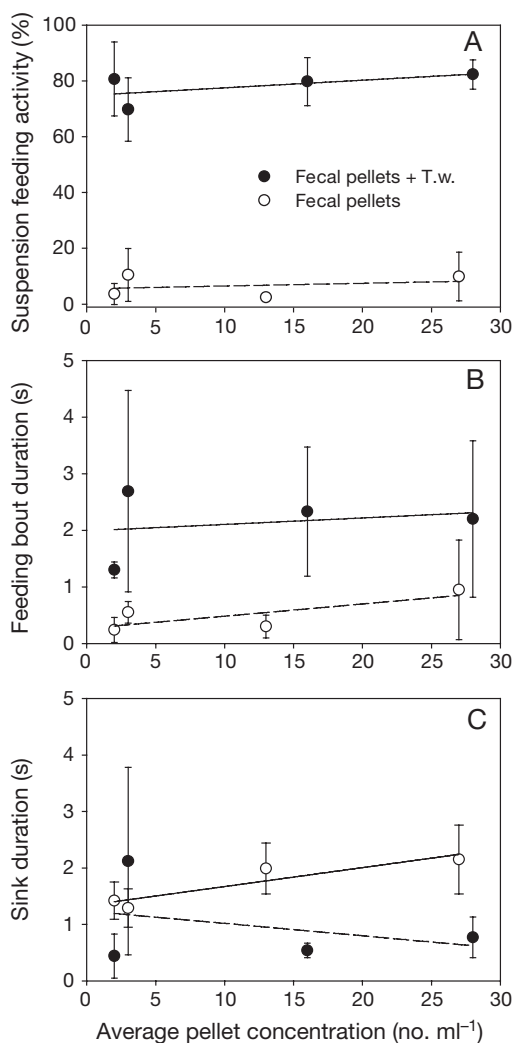 100
A
80
60
40
20
0
Suspension feeding activity (%)
Fecal pellets + T.w.
Fecal pellets
0 5 10 15 20 25 30
5
B
4
3
2
1
0
Feeding bout duration (s)
0 5 10 15 20 25 30
5
C
4
3
2
1
0
Sink duration (s)
0 5 10 15 20 25 30
Average pellet concentration (no. ml⁻¹)